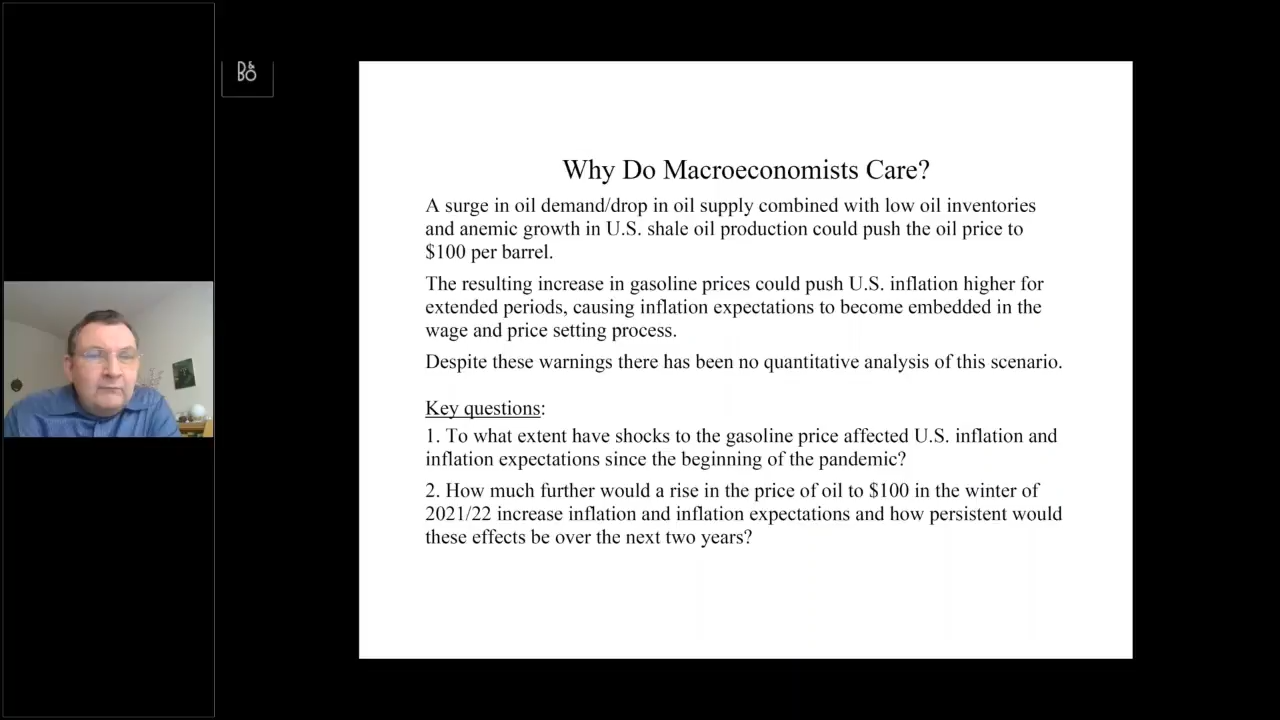 D&
BO
Why Do Macroeconomists Care?
A surge in oil demand/drop in oil supply combined with low oil inventories
and anemic growth in U.S. shale oil production could push the oil price to
$100 per barrel.
The resulting increase in gasoline prices could push U.S. inflation higher for
extended periods, causing inflation expectations to become embedded in the
wage and price setting process.
Despite these warnings there has been no quantitative analysis of this scenario.
Key questions:
1. To what extent have shocks to the gasoline price affected U.S. inflation and
inflation expectations since the beginning of the pandemic?
2. How much further would a rise in the price of oil to $100 in the winter of
2021/22 increase inflation and inflation expectations and how persistent would
these effects be over the next two years?